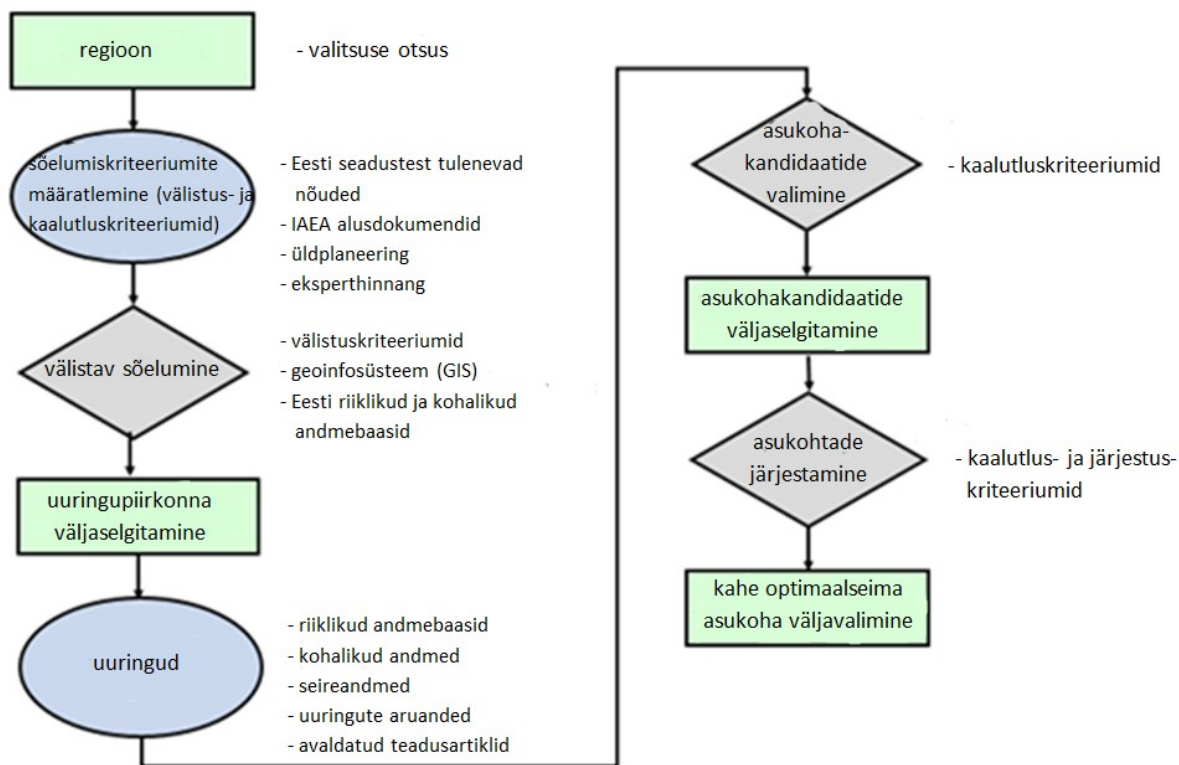 regioon
- valitsuse otsus
sõelumiskriteeriumite
määratlemine (välistus- ja
kaalutluskriteeriumid)
- Eesti seadustest tulenevad
nõuded
- IAEA alusdokumendid
- üldplaneering
- eksperthinnang
välistav sõelumine
- välistuskriteeriumid
- geoinfosüsteem (GIS)
- Eesti riiklikud ja kohalikud
andmebaasid
uuringupiirkonna
väljaselgitamine
uuringud
- riiklikud andmebaasid
- kohalikud andmed
- seireandmed
- uuringute aruanded
- avaldatud teadusartiklid
asukoha-
kandidaatide
valimine
- kaalutluskriteeriumid
asukohakandidaatide
väljaselgitamine
asukohtade
järjestamine
- kaalutlus- ja järjestus-
kriteeriumid
kahe optimaalseima
asukoha väljavalimine